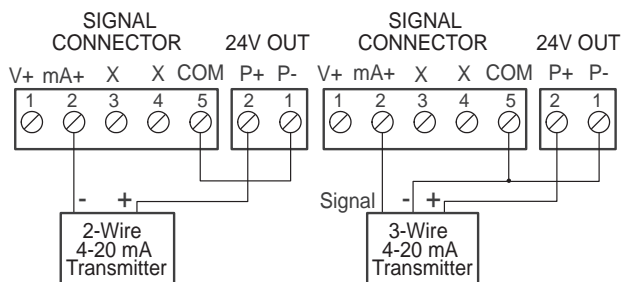 SIGNAL
CONNECTOR 24V OUT
V+ mA+ X X COM P+ P-
1 2 3 4 5 2 1
- +
2-Wire
4-20 mA
Transmitter
SIGNAL
CONNECTOR 24V OUT
V+ mA+ X X COM P+ P-
1 2 3 4 5 2 1
Signal - +
3-Wire
4-20 mA
Transmitter